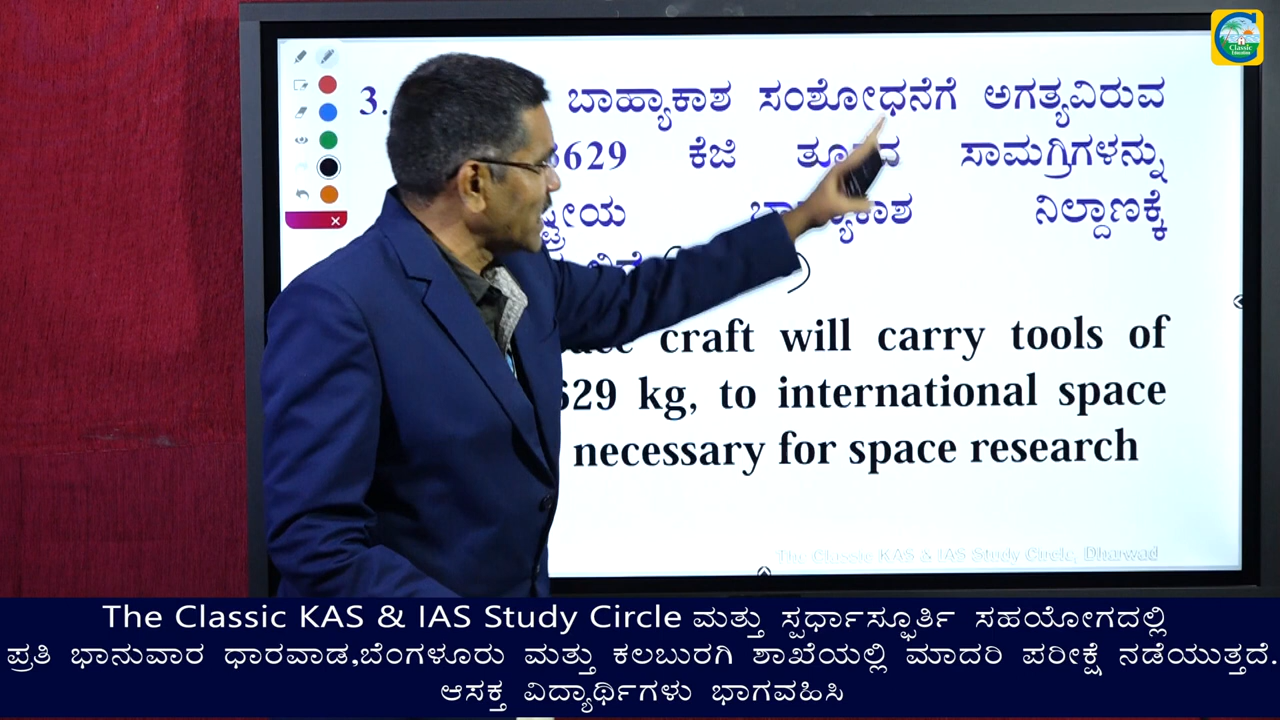 Classic
Education
3. ಬಾಹ್ಯಾಕಾಶ ಸಂಶೋಧನೆಗೆ ಅಗತ್ಯವಿರುವ
629 ಕೆಜಿ ಸಾಮಗ್ರಿಗಳನ್ನು
ನಿಲ್ದಾಣಕ್ಕೆ
craft will carry tools of
629 kg, to international space
necessary for space research
The Classic KAS & IAS Study Circle, Dharwad
The Classic KAS & IAS Study Circle ಮತ್ತು ಸ್ಪರ್ಧಾಸ್ಫೂರ್ತಿ ಸಹಯೋಗದಲ್ಲಿ
ಪ್ರತಿ ಭಾನುವಾರ ಧಾರವಾಡ,ಬೆಂಗಳೂರು ಮತ್ತು ಕಲಬುರಗಿ ಶಾಖೆಯಲ್ಲಿ ಮಾದರಿ ಪರೀಕ್ಷೆ ನಡೆಯುತ್ತದೆ.
ಆಸಕ್ತ ವಿದ್ಯಾರ್ಥಿಗಳು ಭಾಗವಹಿಸಿ